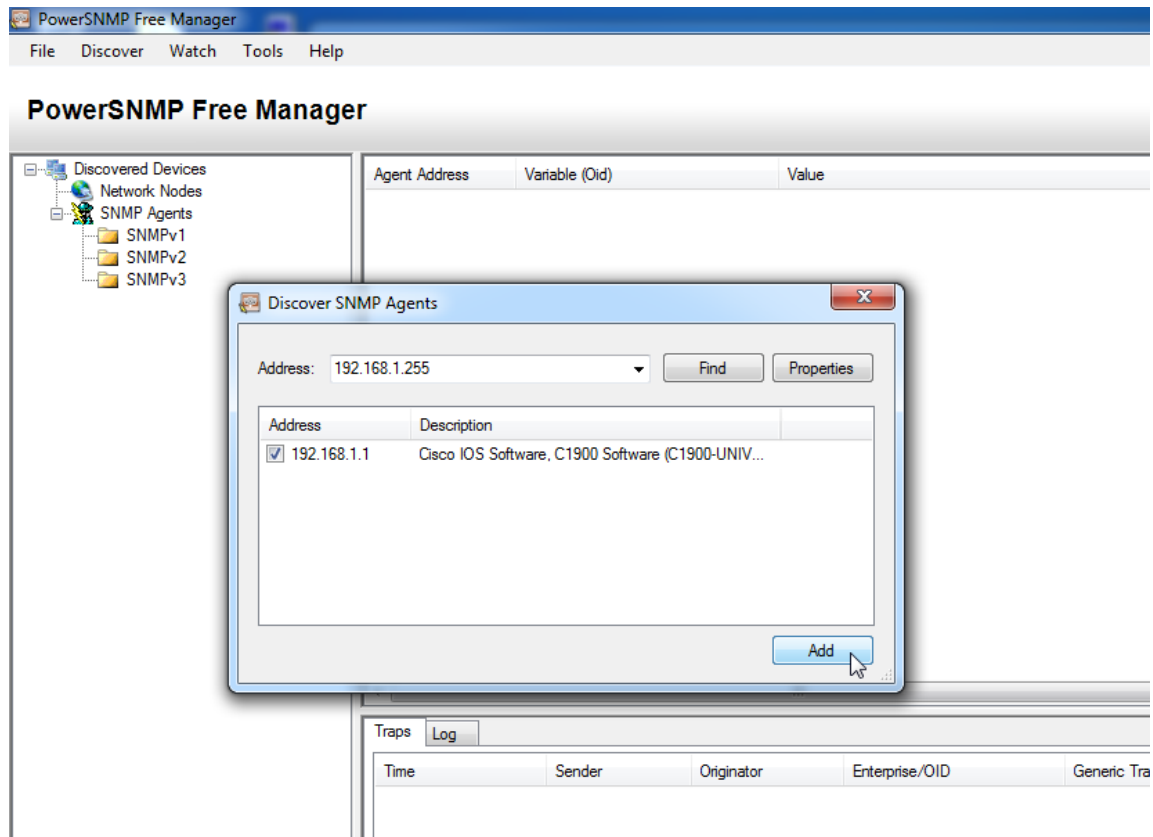 PowerSNMP Free Manager
File Discover Watch Tools Help
PowerSNMP Free Manager
Discovered Devices
Network Nodes
SNMP Agents
SNMPv1
SNMPv2
SNMPv3
Agent Address Variable (Oid) Value
Discover SNMP Agents
Address: 192.168.1.255 Find Properties
Address Description
192.168.1.1 Cisco IOS Software, C1900 Software (C1900-UNIV...
Add
Traps Log
Time Sender Originator Enterprise/OID Generic Tra